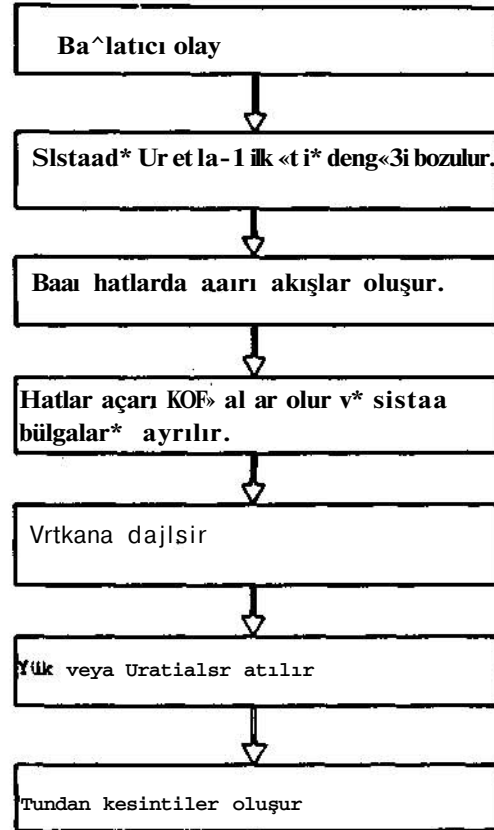 Ba^latıcı olay
Slstaad* Ur et la-1 ilk «t i* deng«3i bozulur.
Baaı hatlarda aaırı akışlar oluşur.
Hatlar açarı KOF» al ar olur v* sistaa
bülgalar* ayrılır.
Vrtkana dajlsir
Yük veya Uratialsr atılır
Tundan kesintiler oluşur